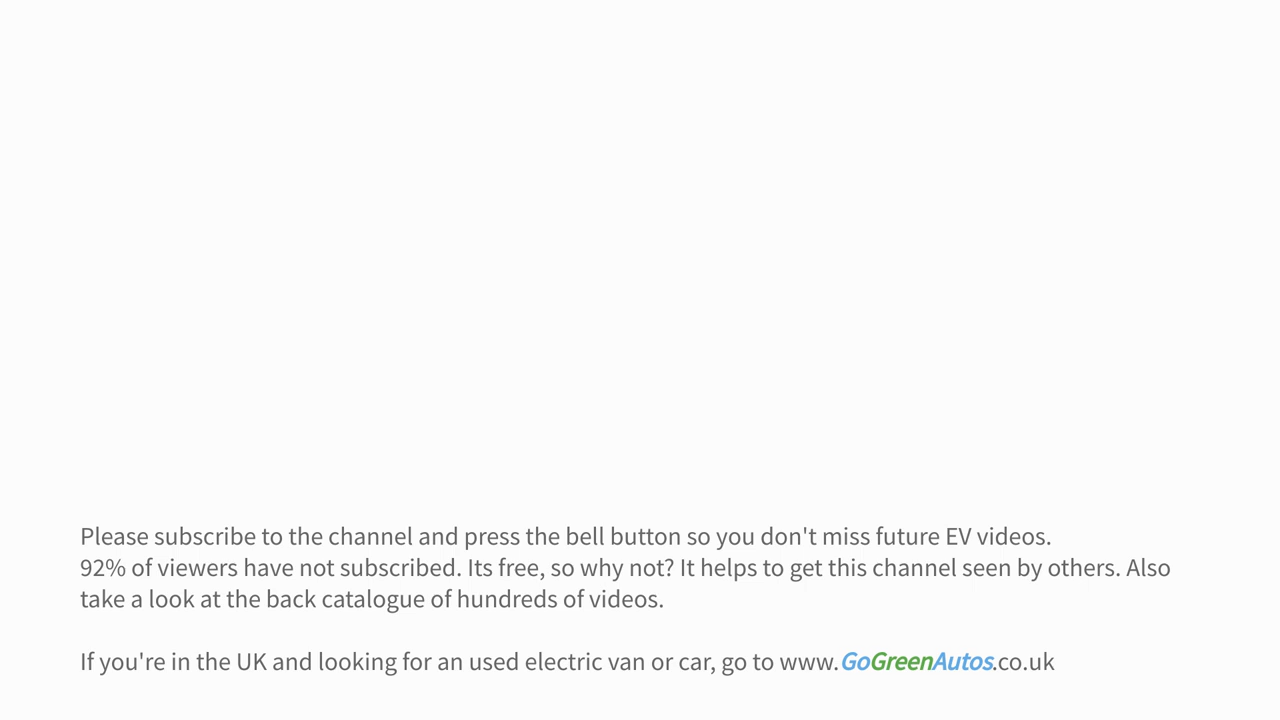 Please subscribe to the channel and press the bell button so you don't miss future EV videos.
92% of viewers have not subscribed. Its free, so why not? It helps to get this channel seen by others. Also
take a look at the back catalogue of hundreds of videos.
If you're in the UK and looking for an used electric van or car, go to www.GoGreenAutos.co.uk